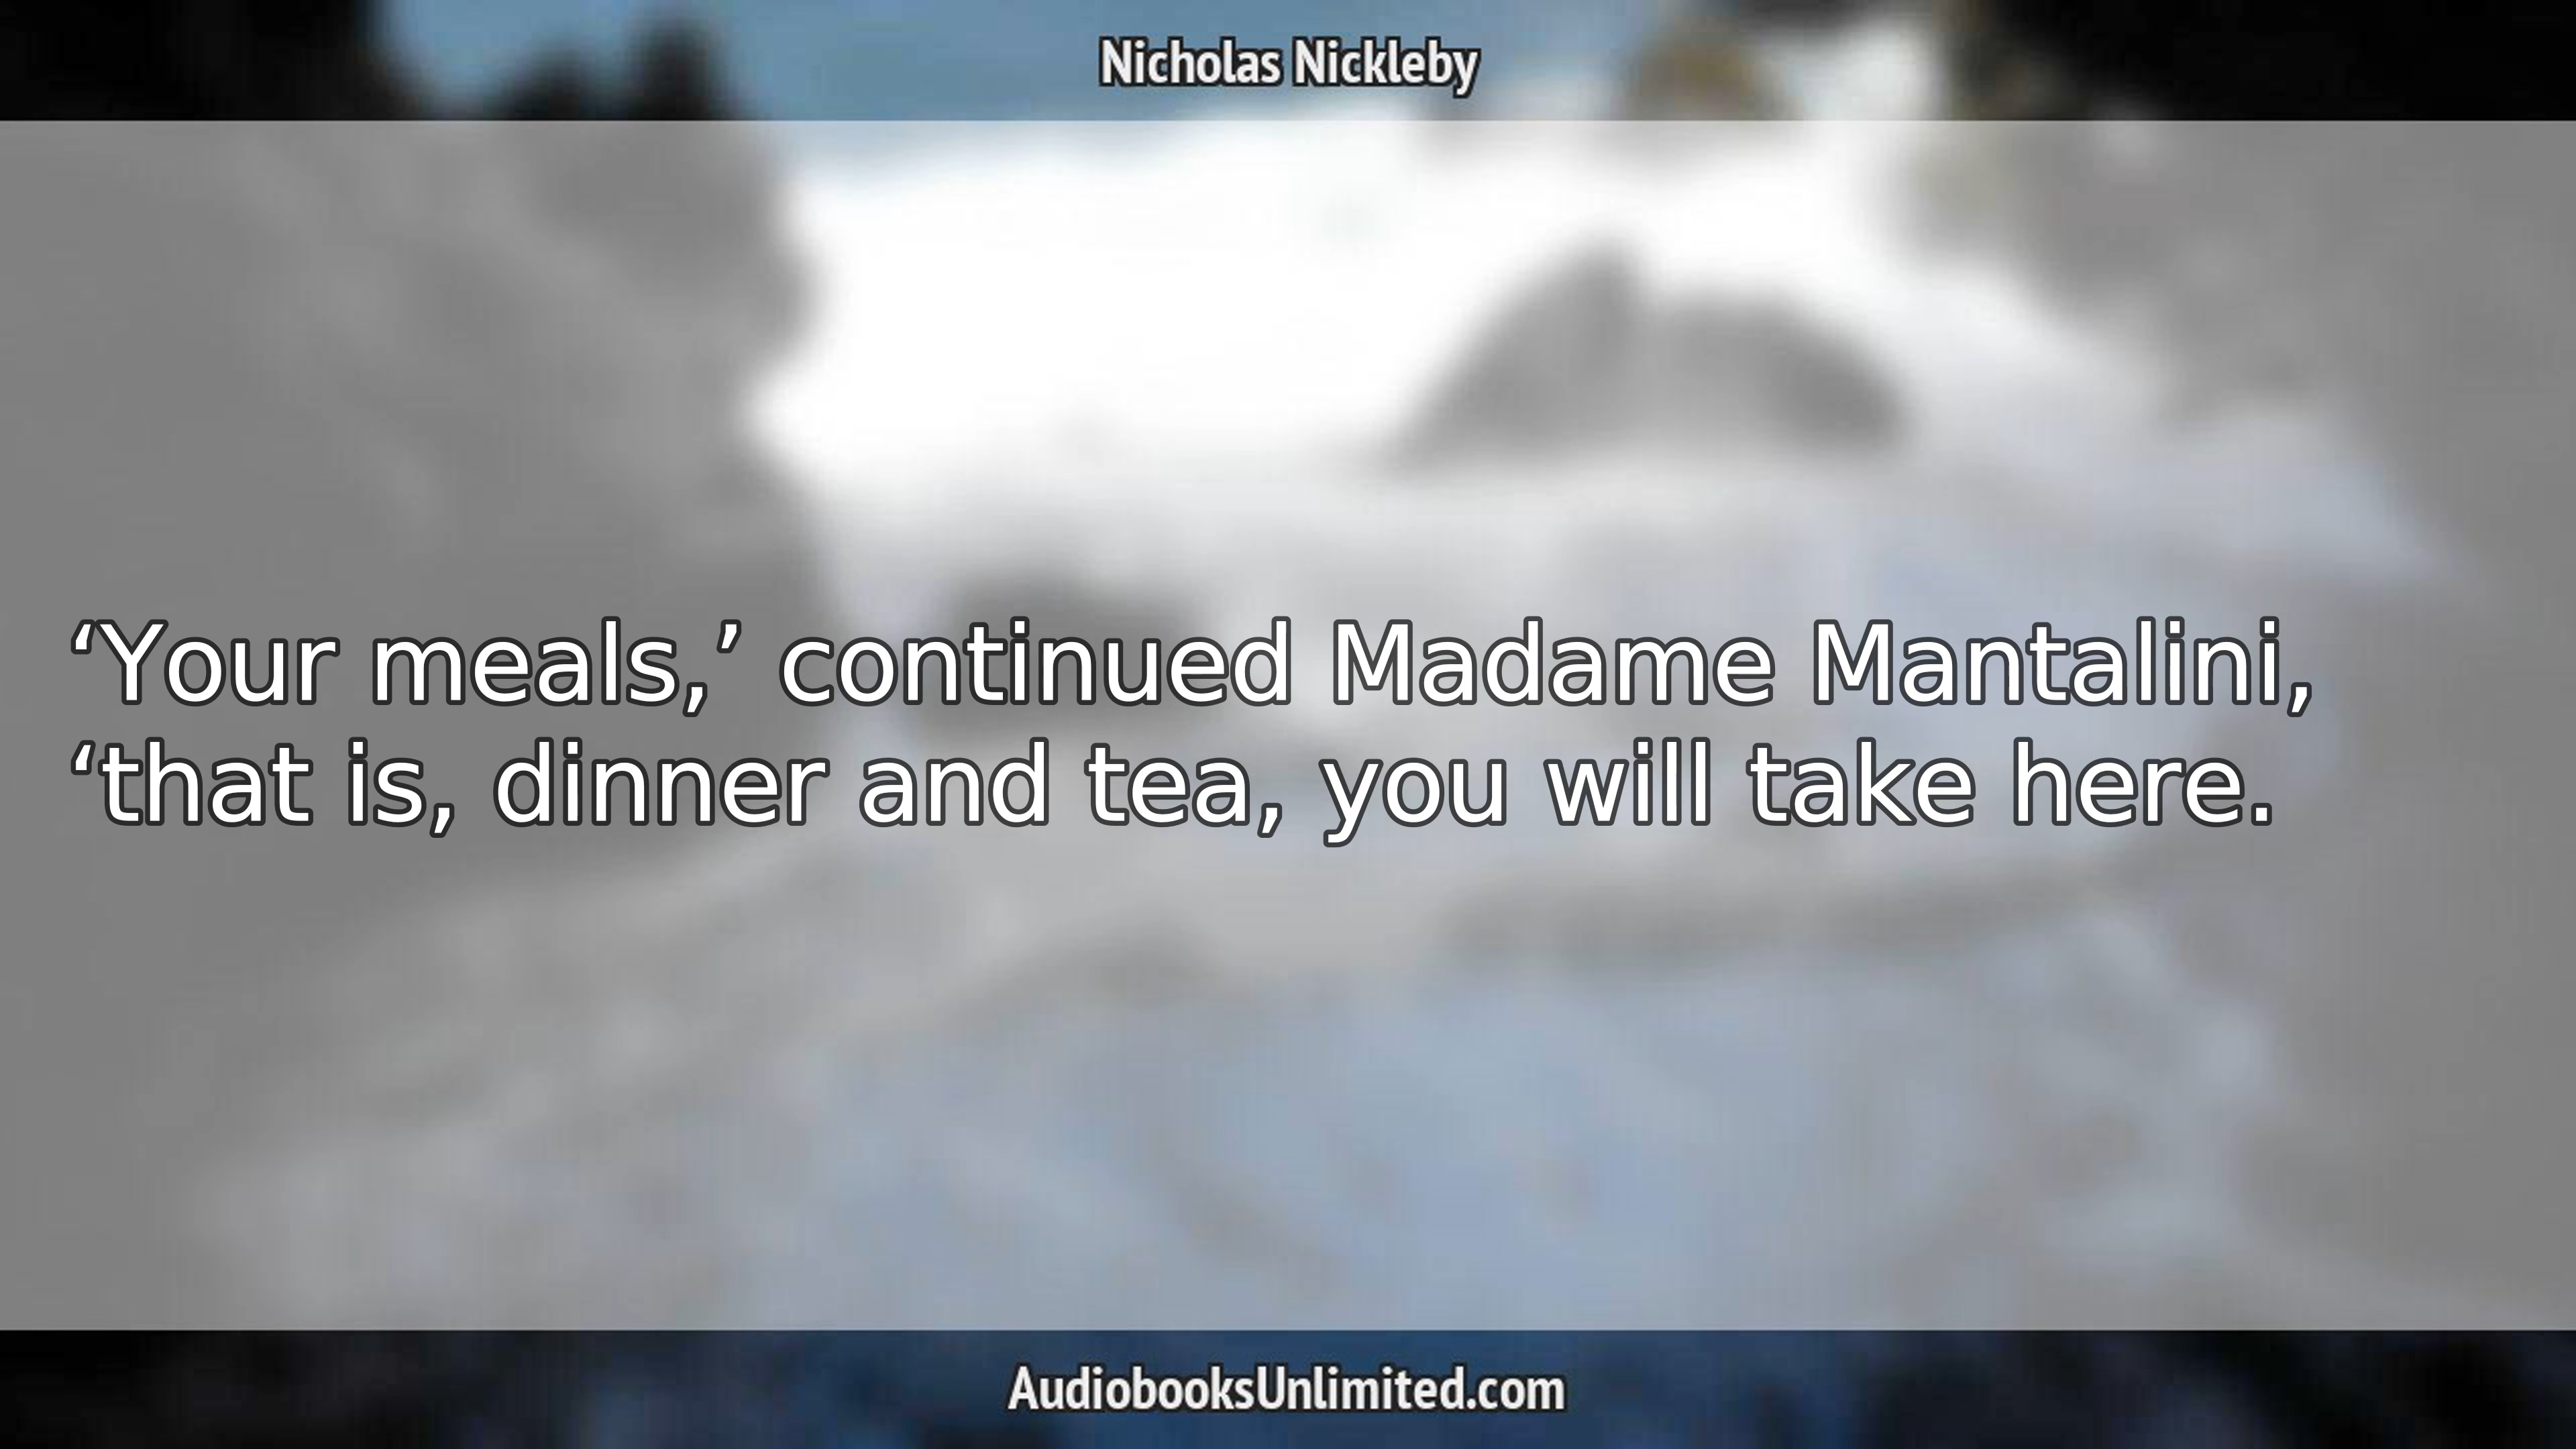 Nicholas Nickleby
‘Your meals,’ continued Madame Mantalini,
‘that is, dinner and tea, you will take here.
AudiobooksUnlimited.com